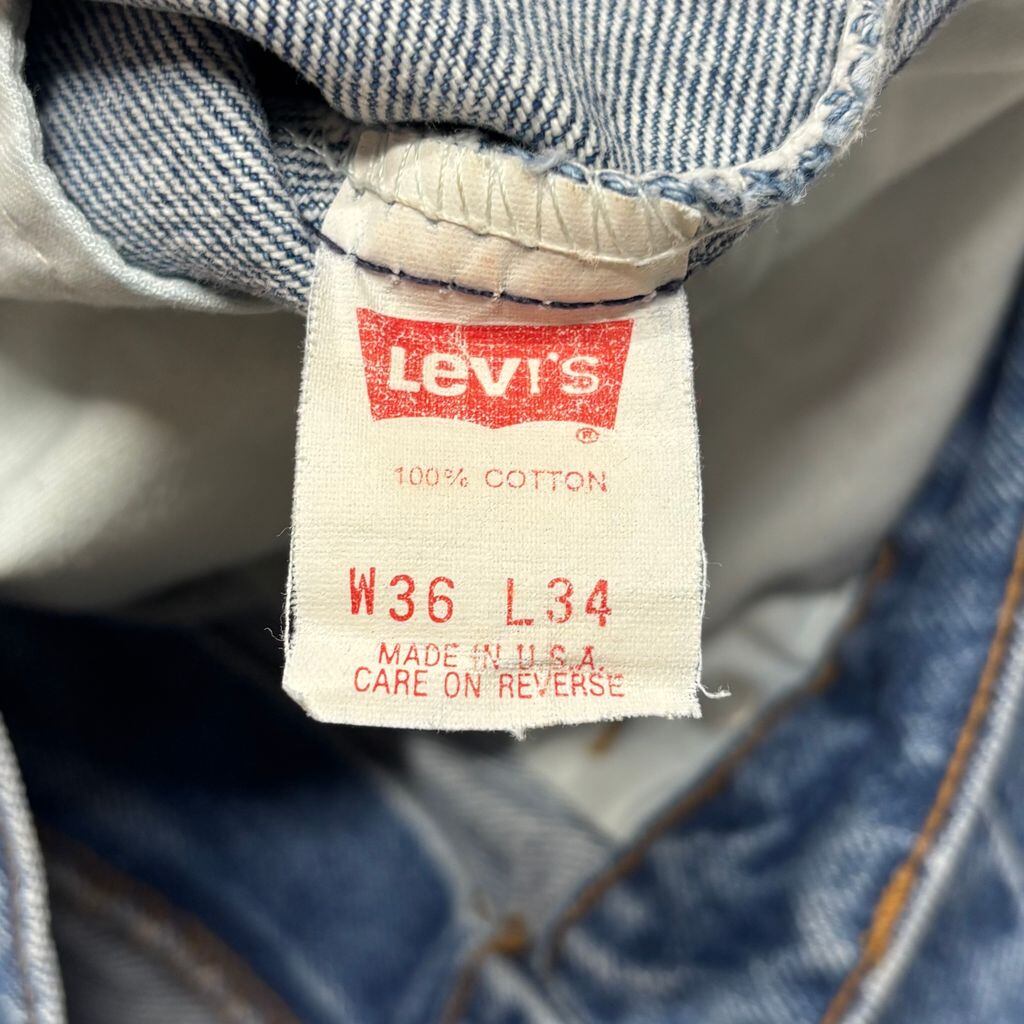 Levi's
®
100% COTTON
W36 L34
MADE IN U.S.A.
CARE ON REVERSE